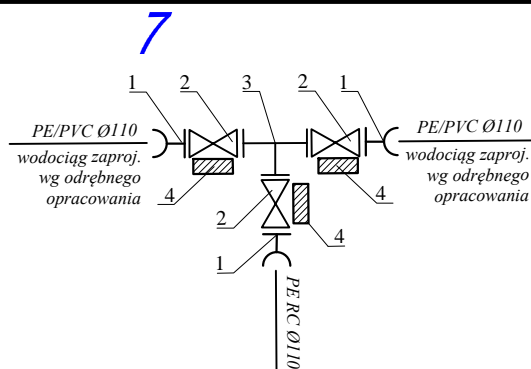 7
1
2
3
2
1
PE/PVC Ø110
wodociąg zaproj.
wg odrębnego
opracowania
PE/PVC Ø110
wodociąg zaproj.
wg odrębnego
opracowania
4
4
2
4
1
PE RC Ø110